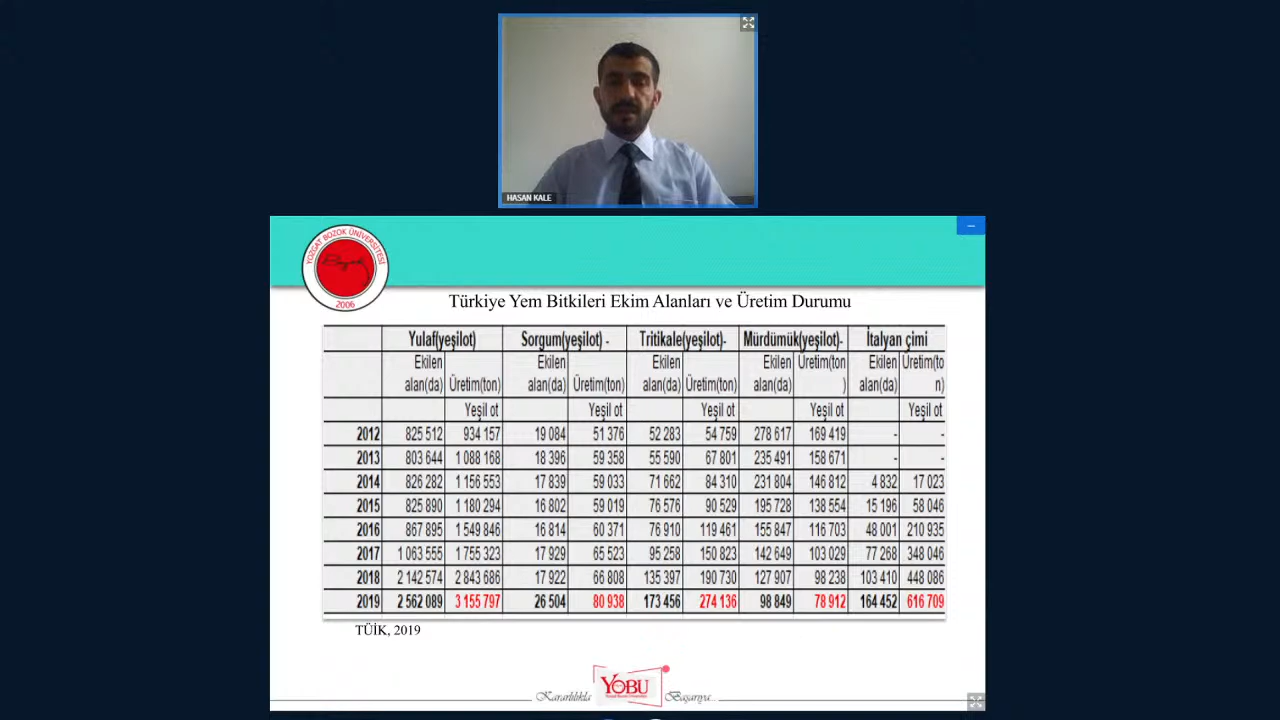 HASAN KALE
YOZGAT BOZOK ÜNİVERSİTESİ
Bozok
2006
Türkiye Yem Bitkileri Ekim Alanları ve Üretim Durumu
Yulaf(yeşilot) Sorgum(yeşilot) - Tritikale(yeşilot)- Mürdümük(yeşilot)- İtalyan çimi
Ekilen Ekilen Ekilen Ekilen Üretim(ton Ekilen Üretim(to
alan(da) Üretim(ton) alan(da) Üretim(ton) alan(da) Üretim(ton) alan(da) ) alan(da) n)
Yeşil ot Yeşil ot Yeşil ot Yeşil ot Yeşil ot
2012 825 512 934 157 19 084 51 376 52 283 54 759 278 617 169 419 - -
2013 803 644 1 088 168 18 396 59 358 55 590 67 801 235 491 158 671 - -
2014 826 282 1 156 553 17 839 59 033 71 662 84 310 231 804 146 812 4 832 17 023
2015 825 890 1 180 294 16 802 59 019 76 576 90 529 195 728 138 554 15 196 58 046
2016 867 895 1 549 846 16 814 60 371 76 910 119 461 155 847 116 703 48 001 210 935
2017 1 063 555 1 755 323 17 929 65 523 95 258 150 823 142 649 103 029 77 268 348 046
2018 2 142 574 2 843 686 17 922 66 808 135 397 190 730 127 907 98 238 103 410 448 086
2019 2 562 089 3 155 797 26 504 80 938 173 456 274 136 98 849 78 912 164 452 616 709
TÜİK, 2019
Kararlılıkla YOBU Başarıya...